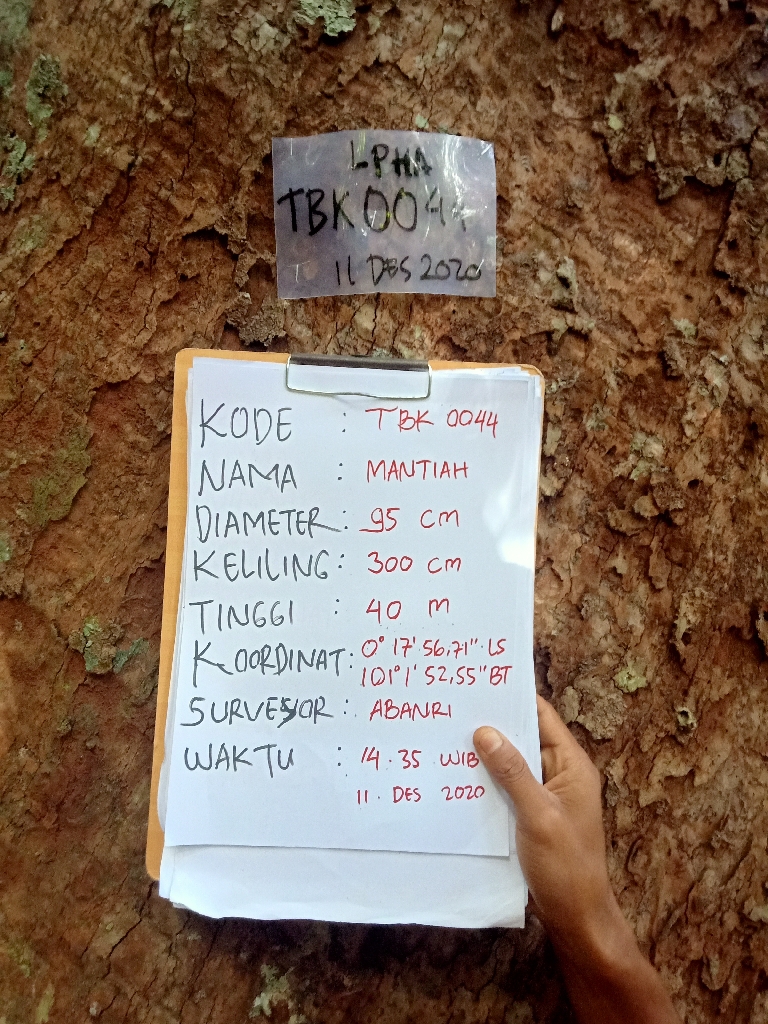 LPHA
TBK 0044
11 DES 2020
KODE : TBK 0044
NAMA : MANTIAH
DIAMETER : 95 cm
KELILING : 300 cm
TINGGI : 40 m
KOORDINAT : 0° 17' 56,71" LS
101° 1' 52,55" BT
SURVEYOR : ABANRI
WAKTU : 14.35 WIB
11. DES 2020